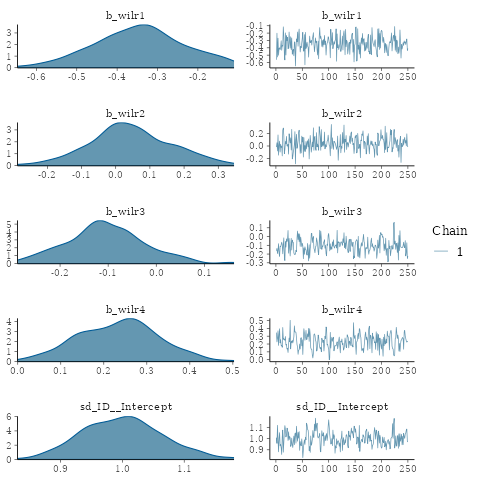 b_wilr1
3
2
1
0
-0.6 -0.5 -0.4 -0.3 -0.2
b_wilr1
-0.1
-0.2
-0.3
-0.4
-0.5
-0.6
0 50 100 150 200 250
b_wilr2
3
2
1
0
-0.2 -0.1 0.0 0.1 0.2 0.3
b_wilr2
0.2
0.0
-0.2
0 50 100 150 200 250
b_wilr3
5
4
3
2
1
0
-0.2 -0.1 0.0 0.1
b_wilr3
0.1
0.0
-0.1
-0.2
-0.3
0 50 100 150 200 250
Chain
1
b_wilr4
4
3
2
1
0
0.0 0.1 0.2 0.3 0.4 0.5
b_wilr4
0.5
0.4
0.3
0.2
0.1
0.0
0 50 100 150 200 250
sd_ID__Intercept
6
4
2
0
0.9 1.0 1.1
sd_ID__Intercept
1.1
1.0
0.9
0 50 100 150 200 250